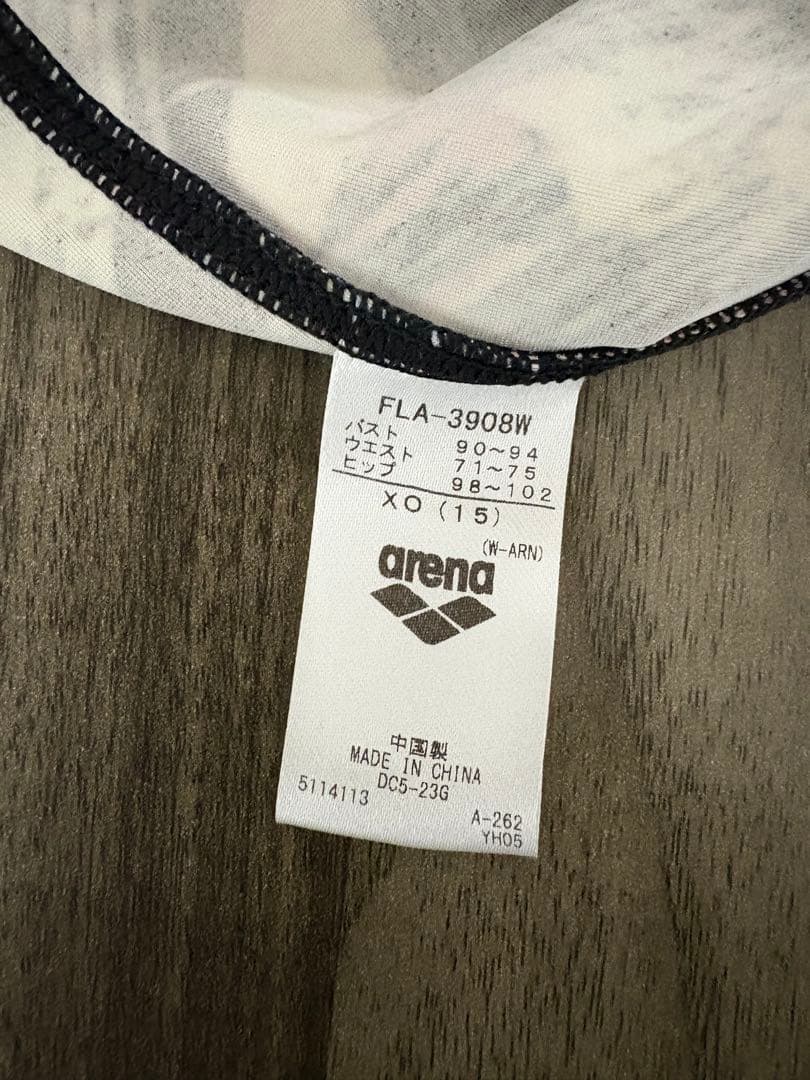 FLA-3908W
バスト 90~94
ウエスト 71~75
ヒップ 98~102
XO (15)
(W-ARN)
arena
中国製
MADE IN CHINA
DC5-23G
5114113
A-262
YH05